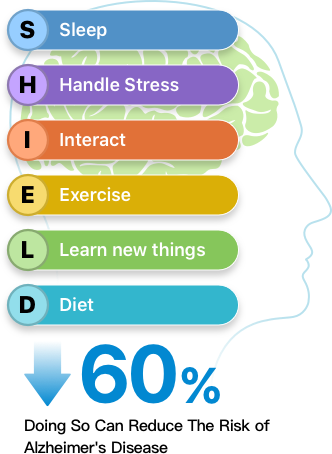 S Sleep
H Handle Stress
I Interact
E Exercise
L Learn new things
D Diet
60%
Doing So Can Reduce The Risk of
Alzheimer's Disease